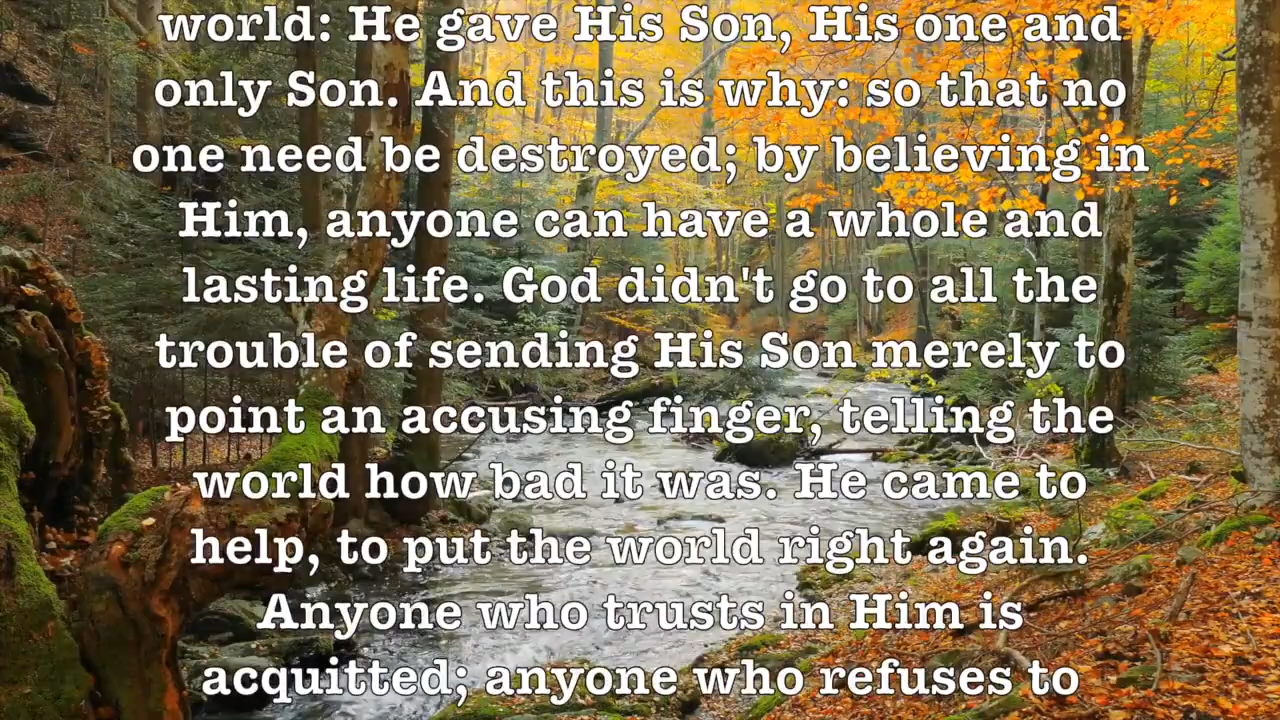 world: He gave His Son, His one and
only Son. And this is why: so that no
one need be destroyed; by believing in
Him, anyone can have a whole and
lasting life. God didn't go to all the
trouble of sending His Son merely to
point an accusing finger, telling the
world how bad it was. He came to
help, to put the world right again.
Anyone who trusts in Him is
acquitted; anyone who refuses to